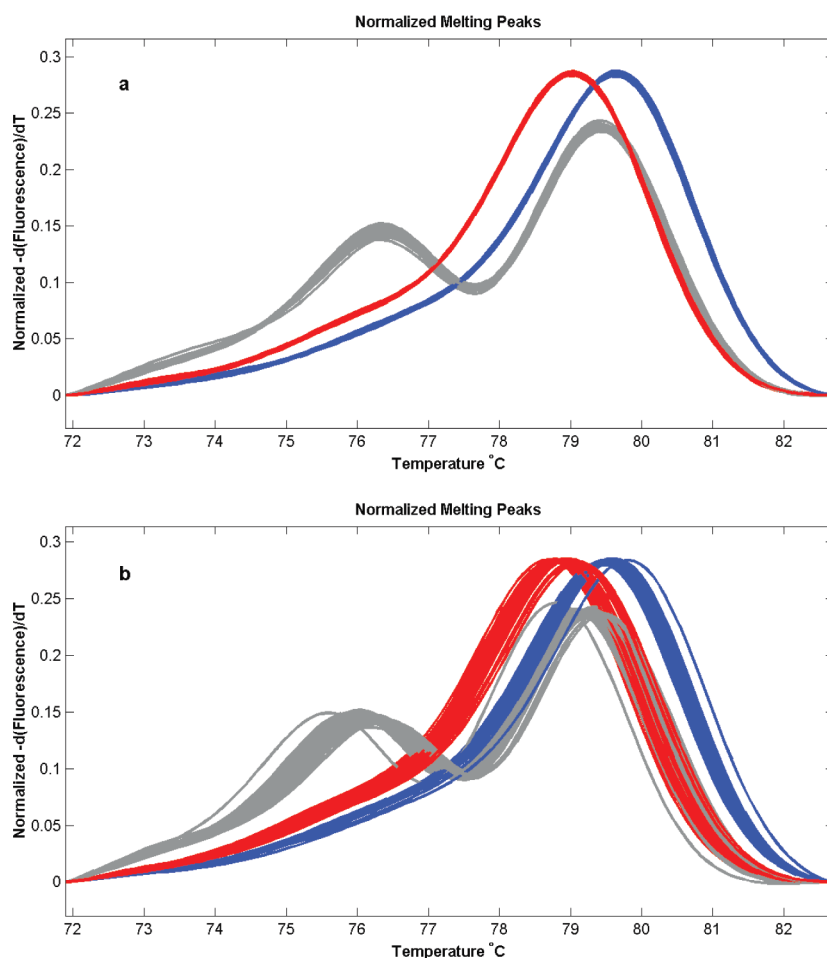 Normalized Melting Peaks
a
Normalized -d(Fluorescence)/dT
0.3
0.25
0.2
0.15
0.1
0.05
0
72 73 74 75 76 77 78 79 80 81 82
Temperature °C
Normalized Melting Peaks
b
Normalized -d(Fluorescence)/dT
0.3
0.25
0.2
0.15
0.1
0.05
0
72 73 74 75 76 77 78 79 80 81 82
Temperature °C